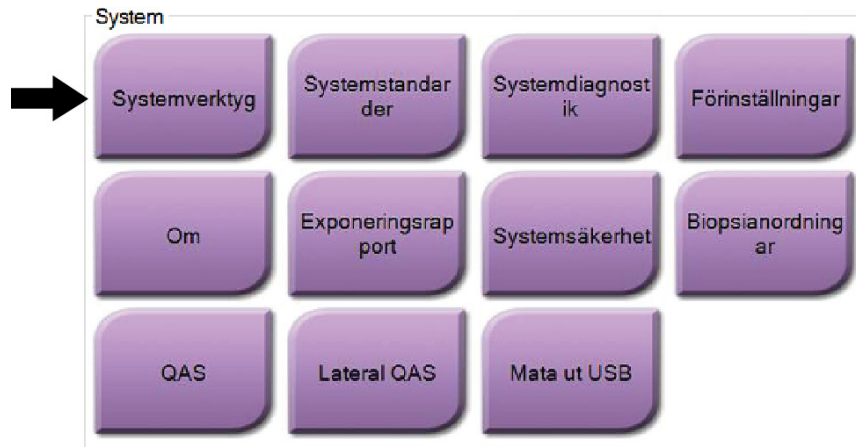 System
Systemverktyg
Systemstandar
der
Systemdiagnost
ik
Förinställningar
Om
Exponeringsrap
port
Systemsäkerhet
Biopsianordning
ar
QAS
Lateral QAS
Mata ut USB